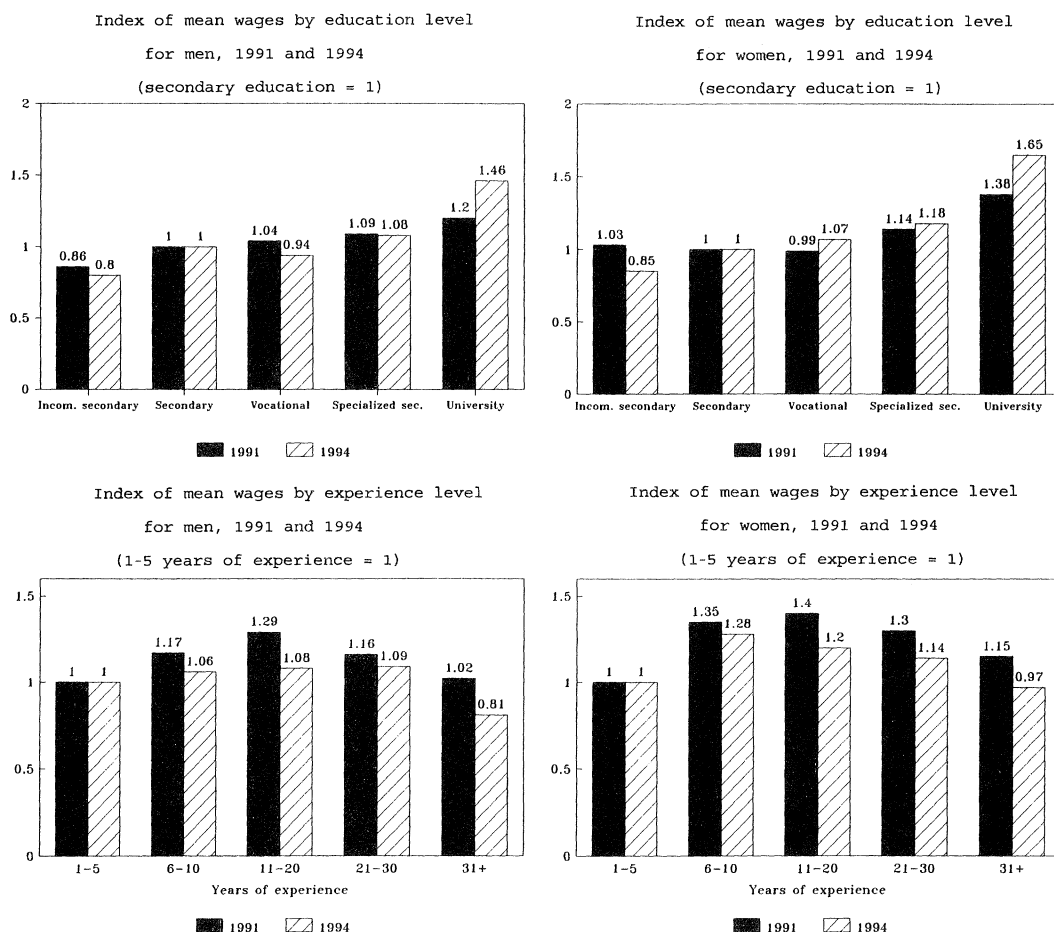 Index of mean wages by education level
for men, 1991 and 1994
(secondary education = 1)
2
1.5
1
0.5
0
0.86 0.8
1 1
1.04 0.94
1.09 1.08
1.2 1.46
Incom. secondary Secondary Vocational Specialized sec. University
1991 1994
Index of mean wages by education level
for women, 1991 and 1994
(secondary education = 1)
2
1.5
1
0.5
0
1.03 0.85
1 1
0.99 1.07
1.14 1.18
1.38 1.65
Incom. secondary Secondary Vocational Specialized sec. University
1991 1994
Index of mean wages by experience level
for men, 1991 and 1994
(1-5 years of experience = 1)
1.5
1
0.5
0
1 1
1.17 1.06
1.29 1.08
1.16 1.09
1.02 0.81
1-5 6-10 11-20 21-30 31+
Years of experience
1991 1994
Index of mean wages by experience level
for women, 1991 and 1994
(1-5 years of experience = 1)
1.5
1
0.5
0
1 1
1.35 1.28
1.4 1.2
1.3 1.14
1.15 0.97
1-5 6-10 11-20 21-30 31+
Years of experience
1991 1994